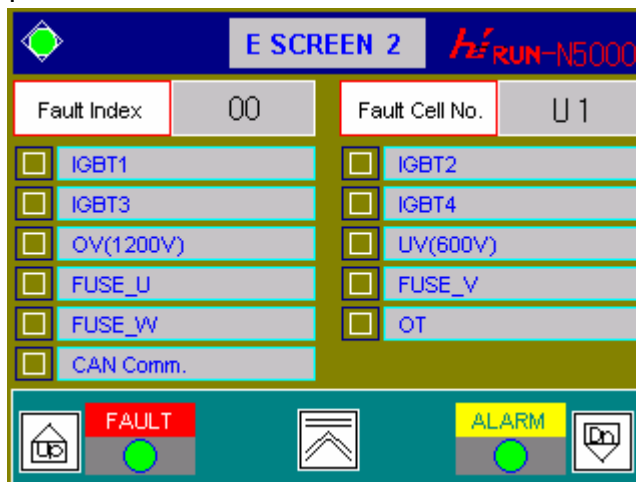 E SCREEN 2 hiRUN-N5000
Fault Index 00 Fault Cell No. U 1
IGBT1 IGBT2
IGBT3 IGBT4
OV(1200V) UV(600V)
FUSE_U FUSE_V
FUSE_W OT
CAN Comm.
FAULT ALARM
Up Dn